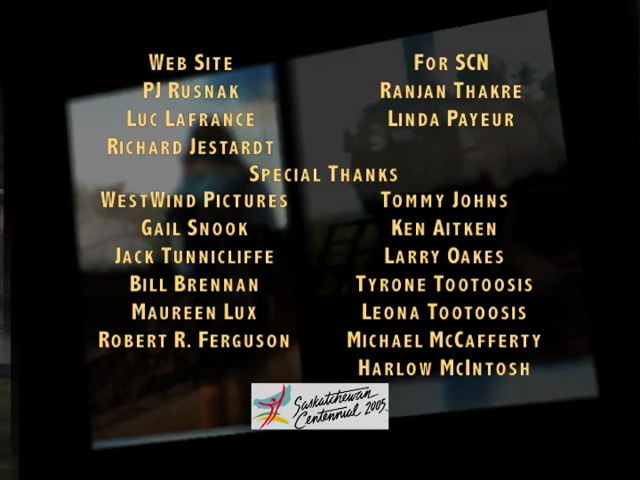 Web Site
PJ Rusnak
Luc Lafrance
Richard Jestardt
For SCN
Ranjan Thakre
Linda Payeur
Special Thanks
WestWind Pictures
Gail Snook
Jack Tunnicliffe
Bill Brennan
Maureen Lux
Robert R. Ferguson
Tommy Johns
Ken Aitken
Larry Oakes
Tyrone Tootoosis
Leona Tootoosis
Michael McCafferty
Harlow McIntosh
Saskatchewan
Centennial 2005